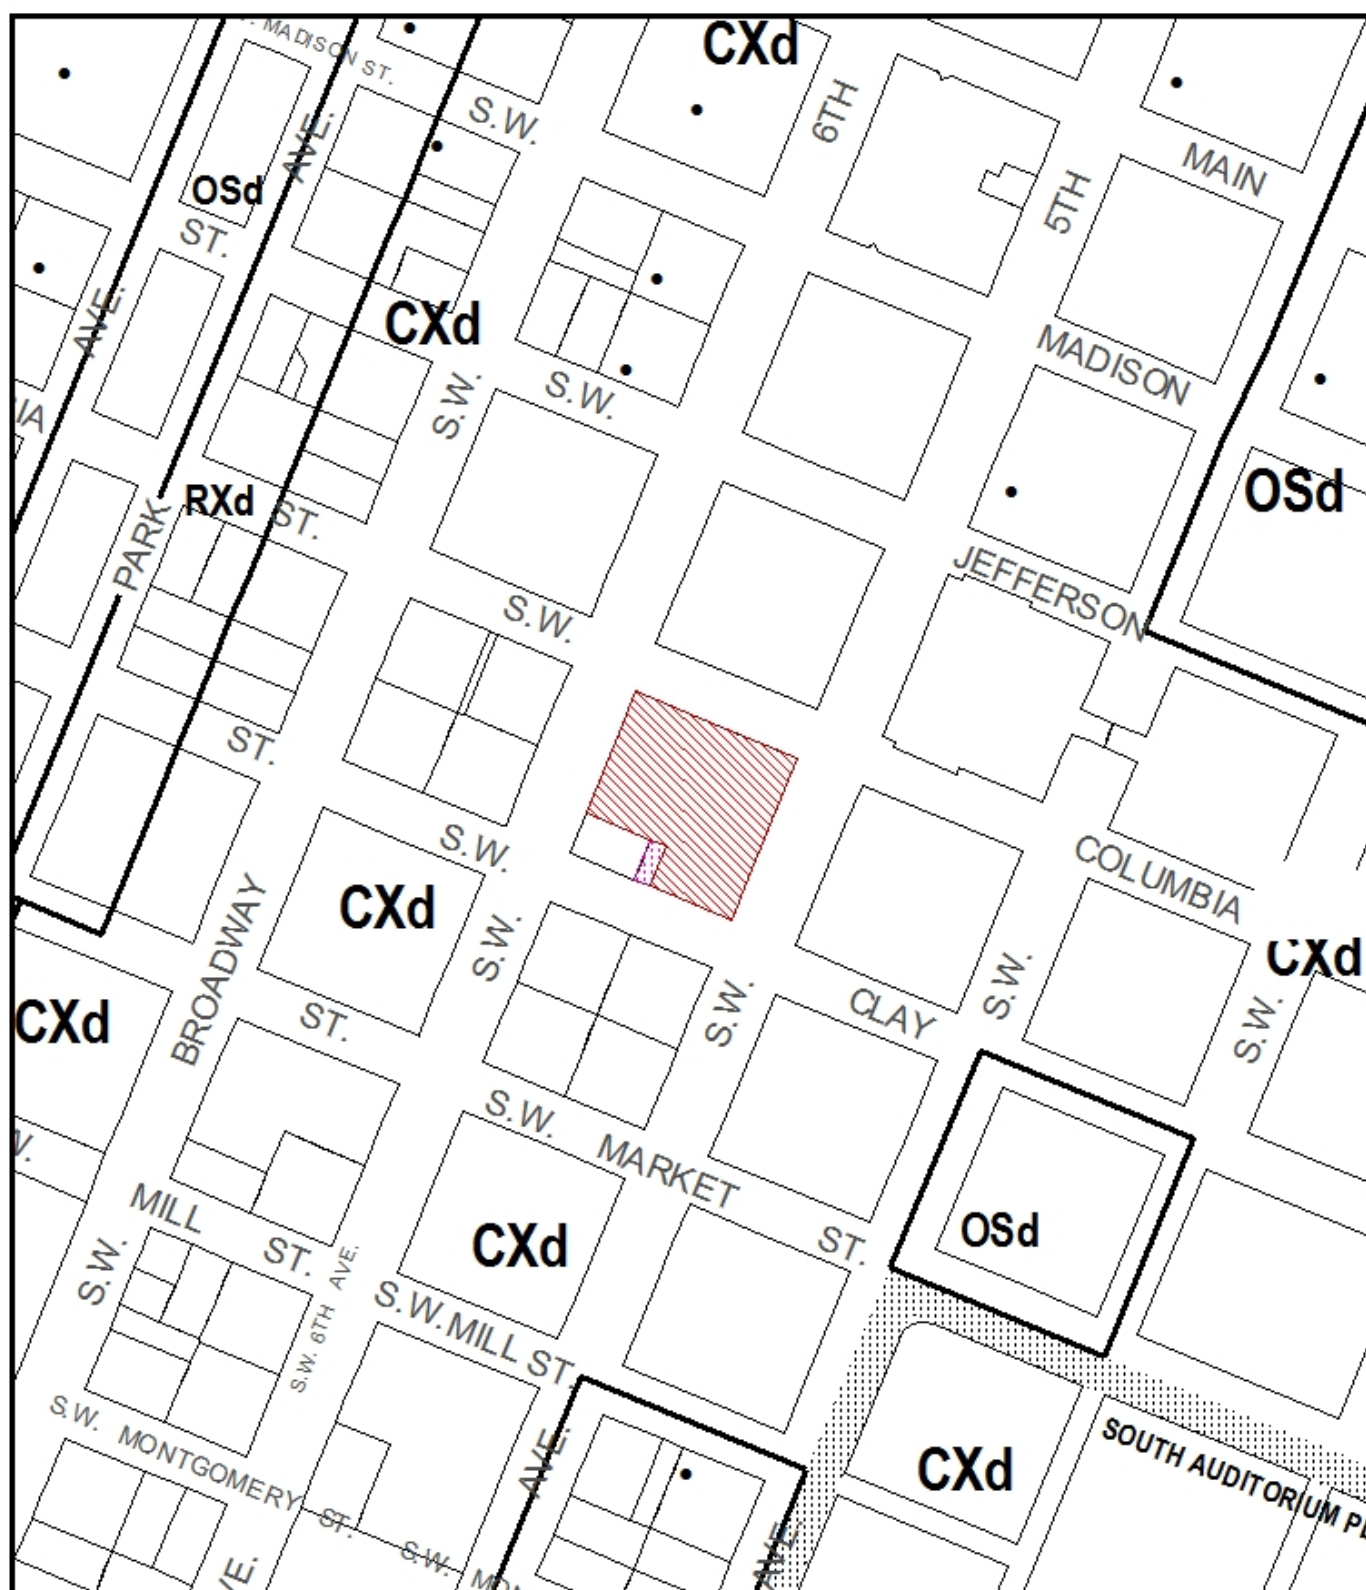 MADISON ST.
CXd
S.W.
6TH
AVE.
MAIN
OSd
ST.
5TH
AVE.
CXd
MADISON
S.W.
S.W.
OSd
RXd
ST.
PARK
JEFFERSON
S.W.
ST.
S.W.
COLUMBIA
CXd
BROADWAY
S.W.
CXd
S.W.
S.W.
CLAY
S.W.
CXd
ST.
S.W.
MARKET
MILL
ST.
CXd
ST.
OSd
S.W.
AVE.
S.W. 6TH
S.W. MILL ST.
S.W. MONTGOMERY ST.
AVE.
CXd
SOUTH AUDITORIUM
S.W.
AVE.